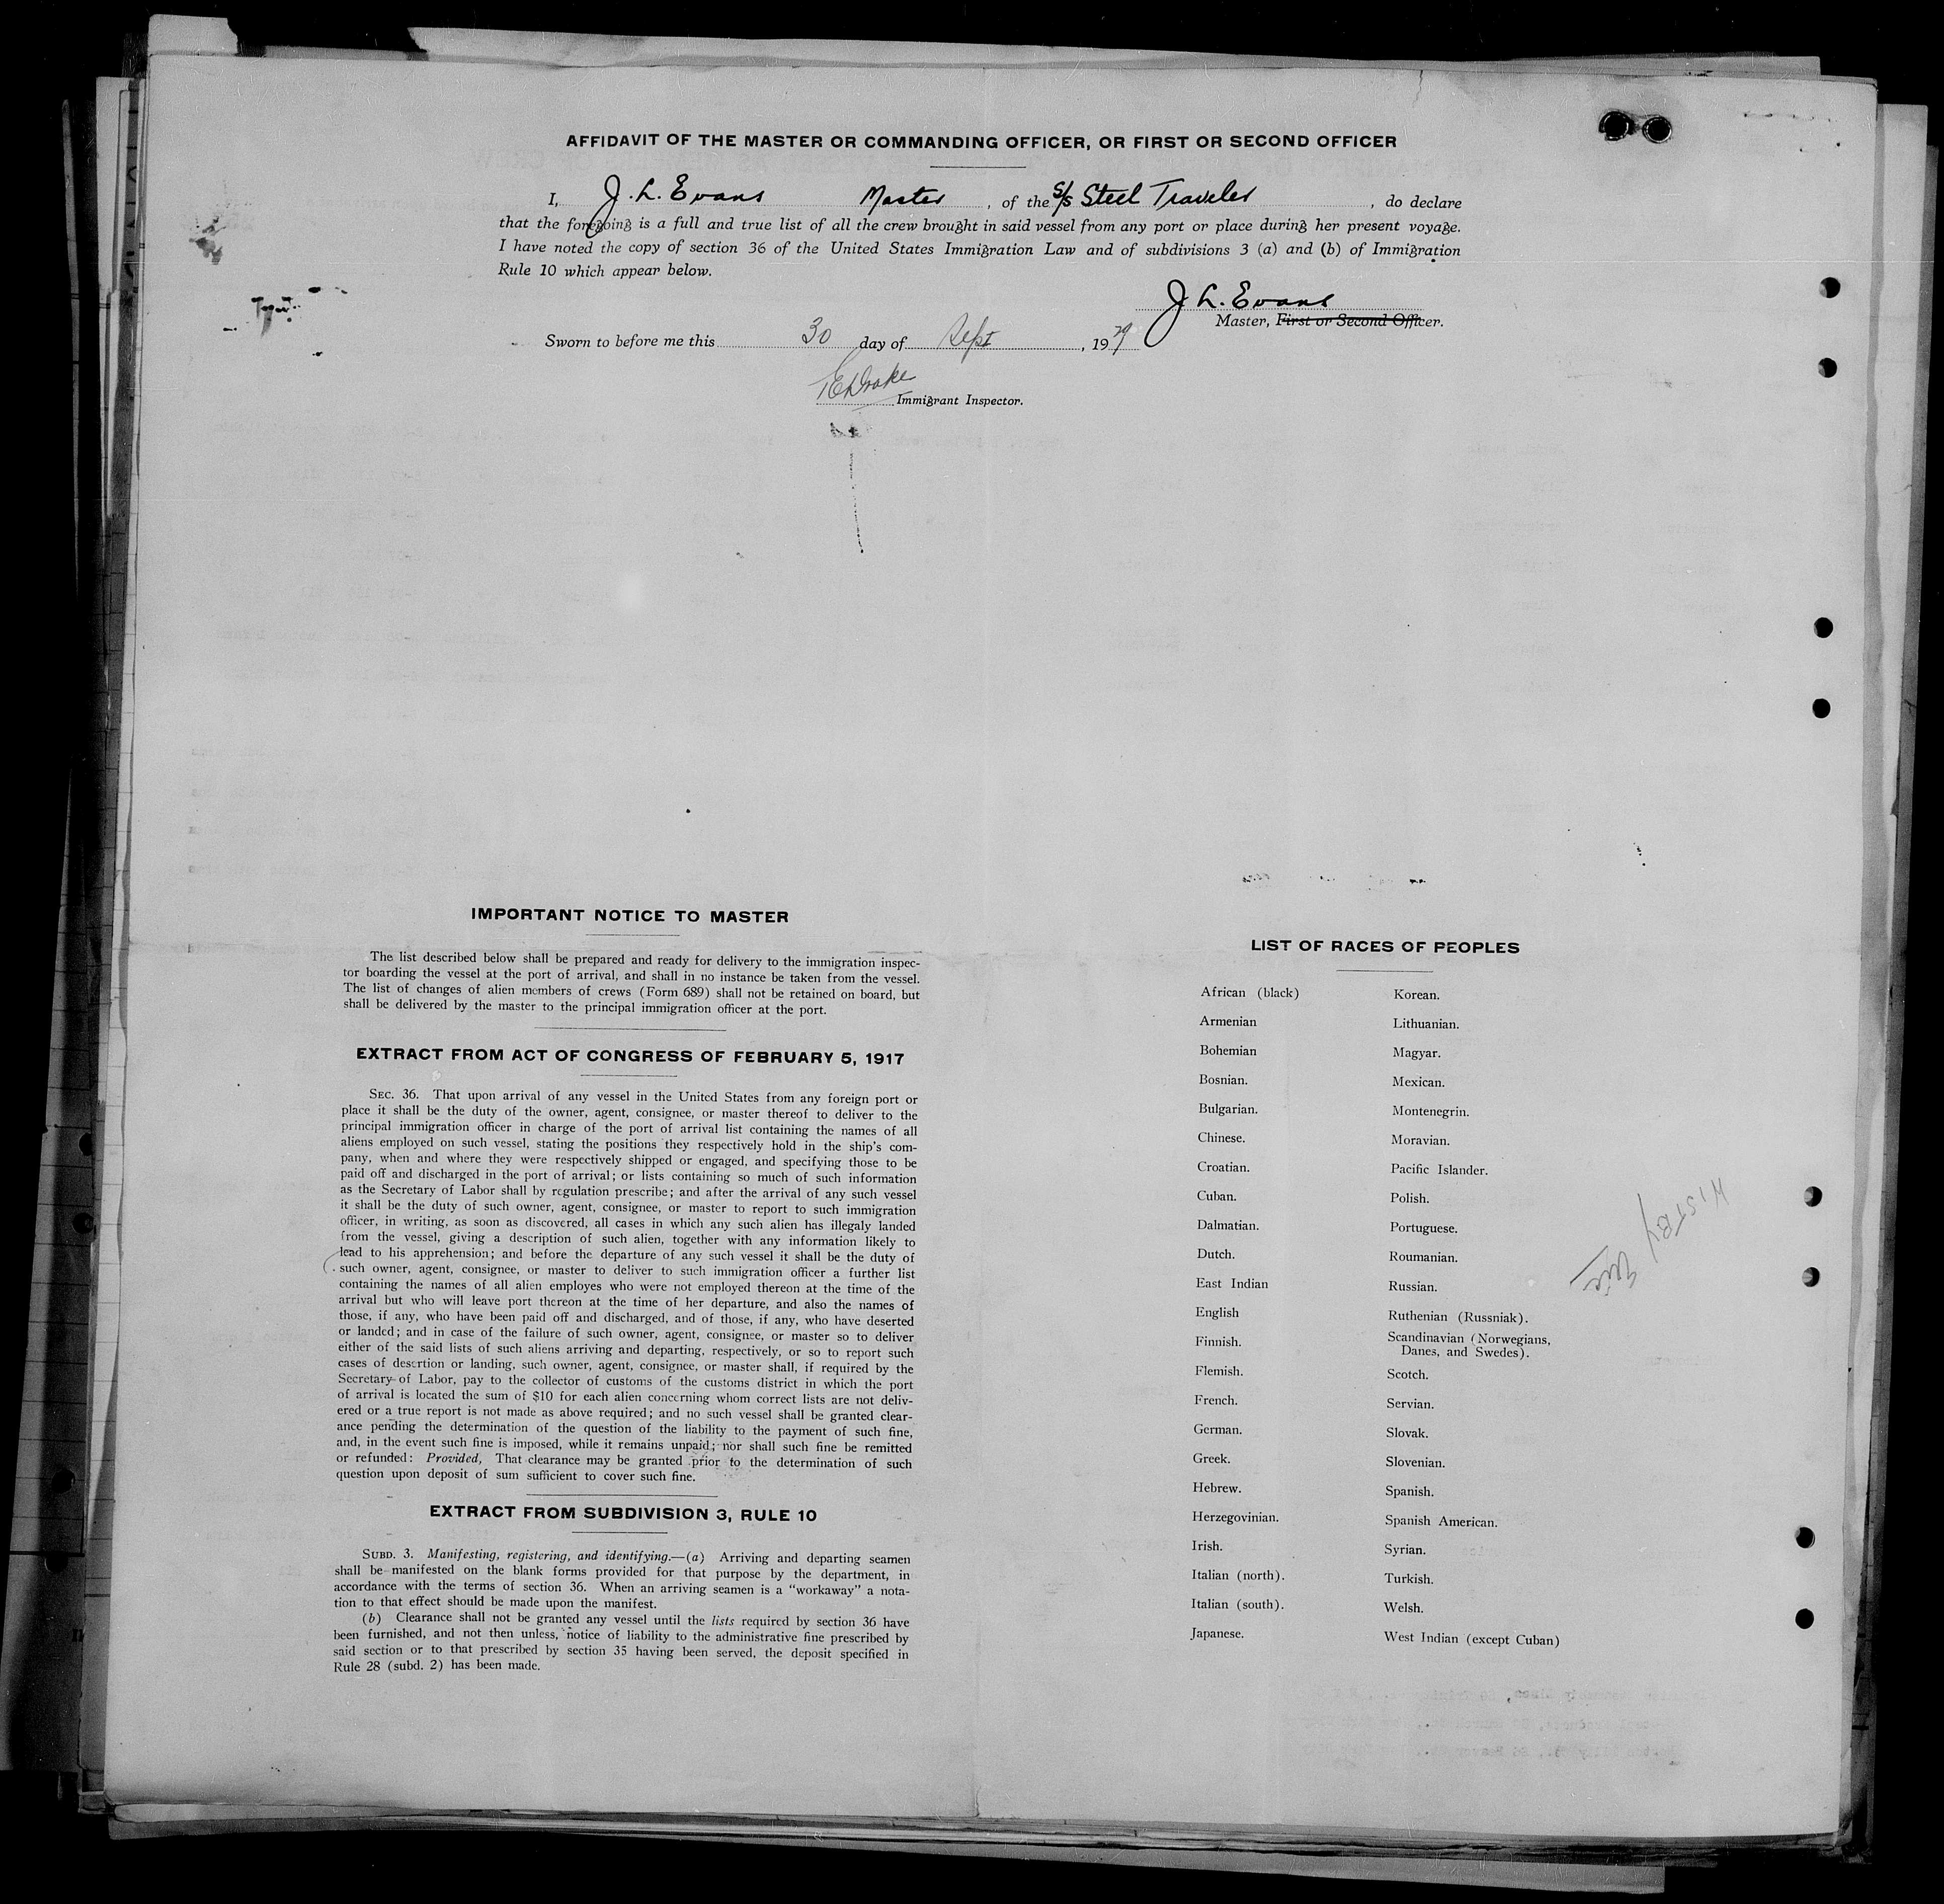 AFFIDAVIT OF THE MASTER OR COMMANDING OFFICER, OR FIRST OR SECOND OFFICER
I, J. L. Evans Master, of the S/S Steel Traveler, do declare
that the foregoing is a full and true list of all the crew brought in said vessel from any port or place during her present voyage.
I have noted the copy of section 36 of the United States Immigration Law and of subdivisions 3 (a) and (b) of Immigration
Rule 10 which appear below.
J. L. Evans
Master, First or Second Officer.
Sworn to before me this 30 day of Sept, 1929
Drake
Immigrant Inspector.
IMPORTANT NOTICE TO MASTER
The list described below shall be prepared and ready for delivery to the immigration inspec-
tor boarding the vessel at the port of arrival, and shall in no instance be taken from the vessel.
The list of changes of alien members of crews (Form 689) shall not be retained on board, but
shall be delivered by the master to the principal immigration officer at the port.
EXTRACT FROM ACT OF CONGRESS OF FEBRUARY 5, 1917
SEC. 36. That upon arrival of any vessel in the United States from any foreign port or
place it shall be the duty of the owner, agent, consignee, or master thereof to deliver to the
principal immigration officer in charge of the port of arrival list containing the names of all
aliens employed on such vessel, stating the positions they respectively hold in the ship's com-
pany, when and where they were respectively shipped or engaged, and specifying those to be
paid off and discharged in the port of arrival; or lists containing so much of such information
as the Secretary of Labor shall by regulation prescribe; and after the arrival of any such vessel
it shall be the duty of such owner, agent, consignee, or master to report to such immigration
officer, in writing, as soon as discovered, all cases in which any such alien has illegaly landed
from the vessel, giving a description of such alien, together with any information likely to
lead to his apprehension; and before the departure of any such vessel it shall be the duty of
such owner, agent, consignee, or master to deliver to such immigration officer a further list
containing the names of all alien employes who were not employed thereon at the time of the
arrival but who will leave port thereon at the time of her departure, and also the names of
those, if any, who have been paid off and discharged, and of those, if any, who have deserted
or landed; and in case of the failure of such owner, agent, consignee, or master so to deliver
either of the said lists of such aliens arriving and departing, respectively, or so to report such
cases of desertion or landing, such owner, agent, consignee, or master shall, if required by the
Secretary of Labor, pay to the collector of customs of the customs district in which the port
of arrival is located the sum of $10 for each alien concerning whom correct lists are not deliv-
ered or a true report is not made as above required; and no such vessel shall be granted clear-
ance pending the determination of the question of the liability to the payment of such fine,
and, in the event such fine is imposed, while it remains unpaid; nor shall such fine be remitted
or refunded: Provided, That clearance may be granted prior to the determination of such
question upon deposit of sum sufficient to cover such fine.
EXTRACT FROM SUBDIVISION 3, RULE 10
SUBD. 3. Manifesting, registering, and identifying.—(a) Arriving and departing seamen
shall be manifested on the blank forms provided for that purpose by the department, in
accordance with the terms of section 36. When an arriving seamen is a "workaway" a nota-
tion to that effect should be made upon the manifest.
(b) Clearance shall not be granted any vessel until the lists required by section 36 have
been furnished, and not then unless, notice of liability to the administrative fine prescribed by
said section or to that prescribed by section 35 having been served, the deposit specified in
Rule 28 (subd. 2) has been made.
LIST OF RACES OF PEOPLES
African (black)
Armenian
Bohemian
Bosnian.
Bulgarian.
Chinese.
Croatian.
Cuban.
Dalmatian.
Dutch.
East Indian
English
Finnish.
Flemish.
French.
German.
Greek.
Hebrew.
Herzegovinian.
Irish.
Italian (north).
Italian (south).
Japanese.
Korean.
Lithuanian.
Magyar.
Mexican.
Montenegrin.
Moravian.
Pacific Islander.
Polish.
Portuguese.
Roumanian.
Russian.
Ruthenian (Russniak).
Scandinavian (Norwegians,
Danes, and Swedes).
Scotch.
Servian.
Slovak.
Slovenian.
Spanish.
Spanish American.
Syrian.
Turkish.
Welsh.
West Indian (except Cuban)